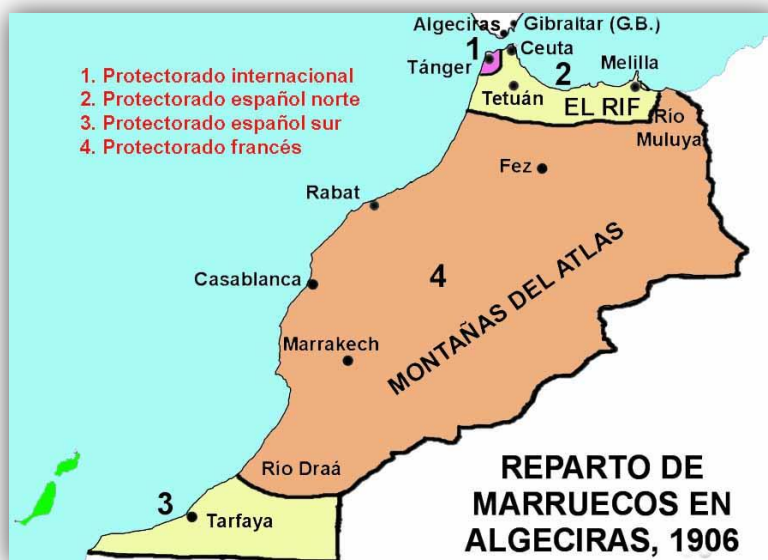 Algeciras
Gibraltar (G.B.)
1
Ceuta
Tánger
2
Melilla
1. Protectorado internacional
2. Protectorado español norte
3. Protectorado español sur
4. Protectorado francés
Tetuán
EL RIF
Río
Muluya
Fez
Rabat
MONTAÑAS DEL ATLAS
Casablanca
4
Marrakech
Río Draá
3
Tarfaya
REPARTO DE
MARRUECOS EN
ALGECIRAS, 1906